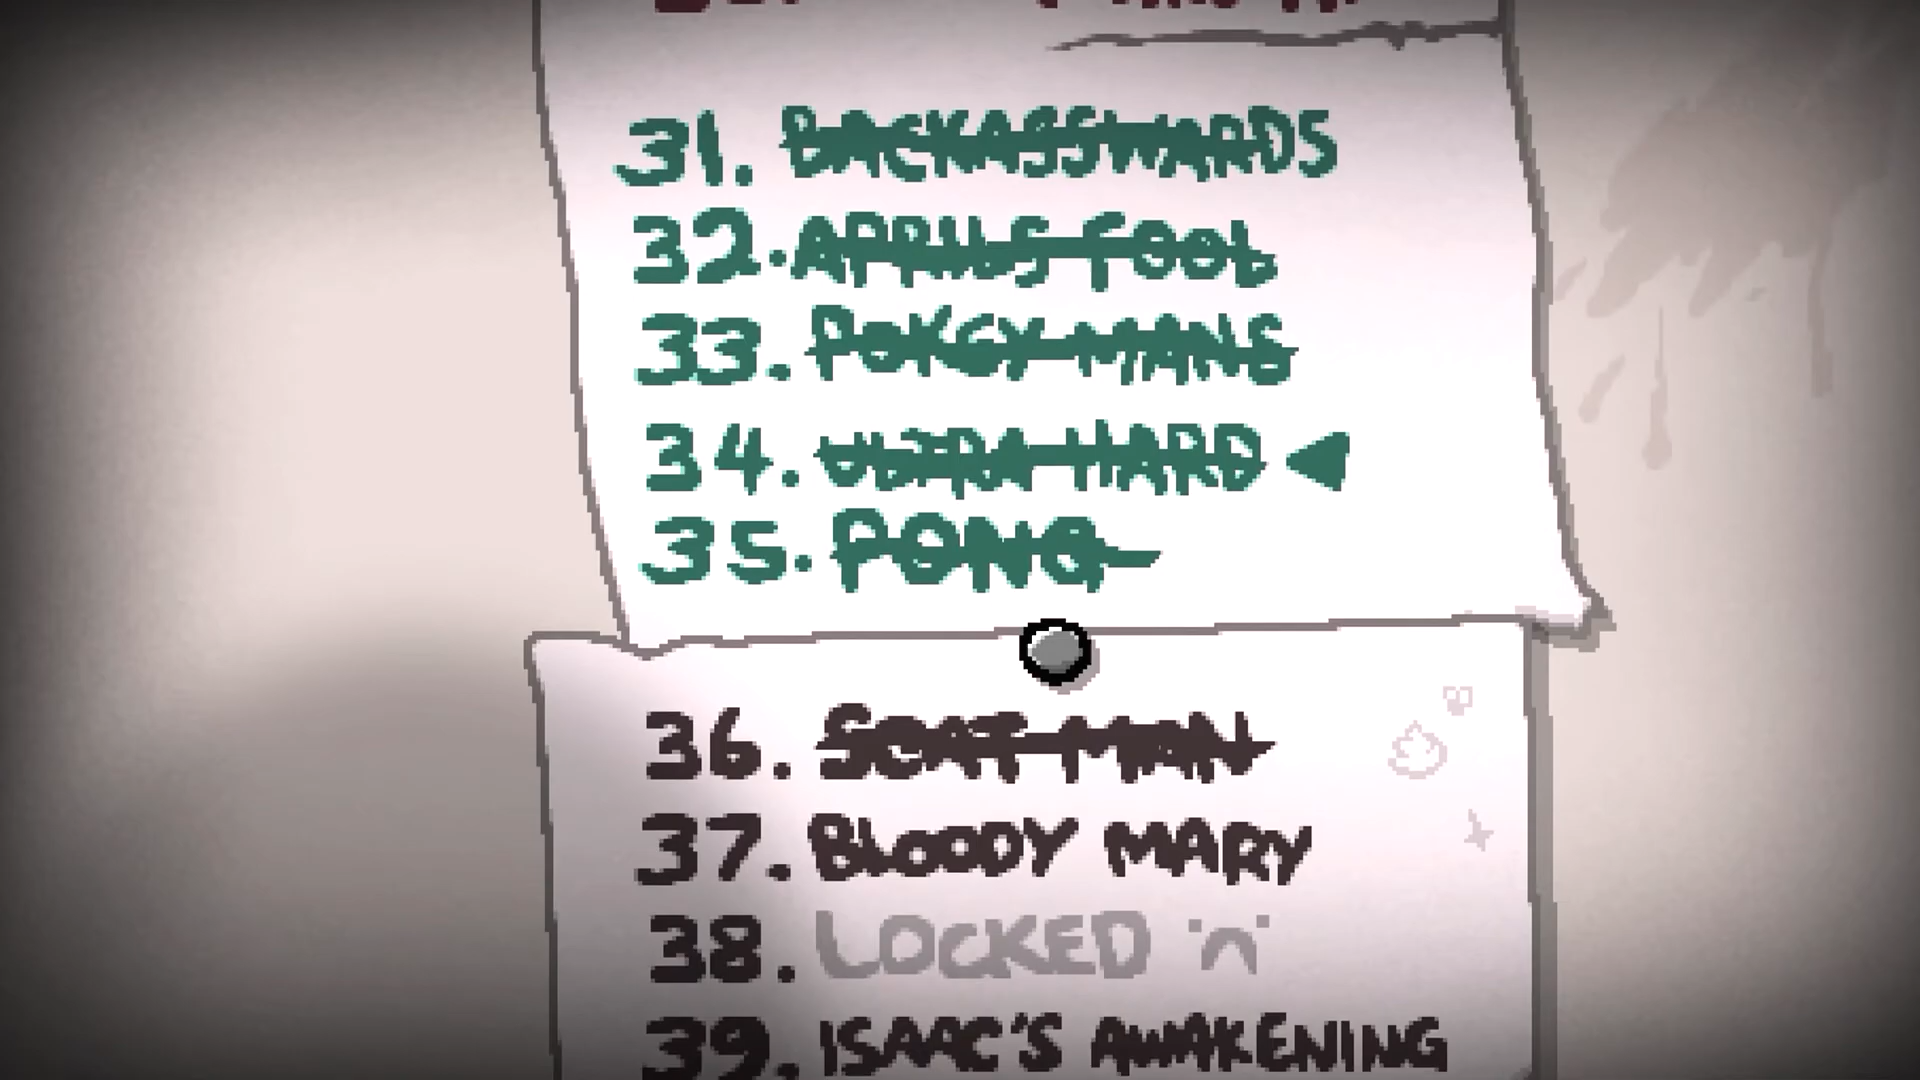 31. BACKASSWARDS
32. APRILS FOOL
33. POKEY MANS
34. ULTRA HARD
35. PONG
36. SCAT MAN
37. BLOODY MARY
38. LOCKED :(
39. ISAAC'S AWAKENING